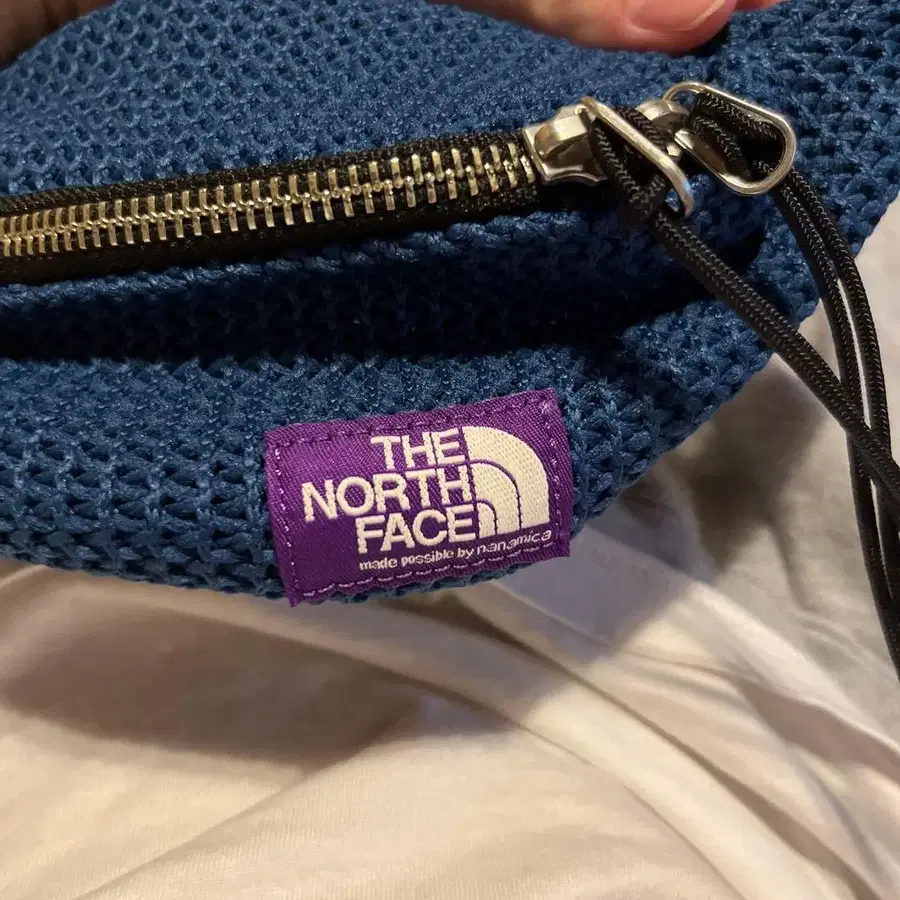 THE
NORTH
FACE
made possible by nanamica